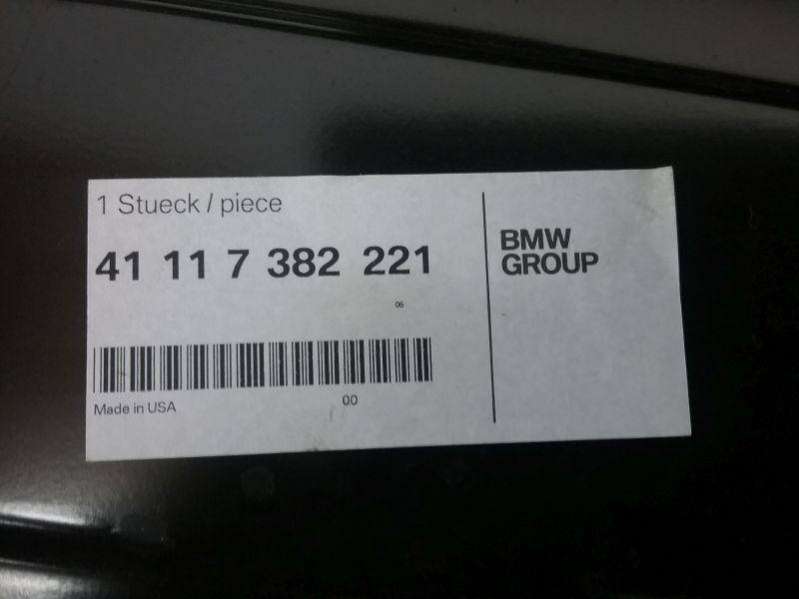 1 Stueck / piece
41 11 7 382 221
06
Made in USA
00
BMW
GROUP